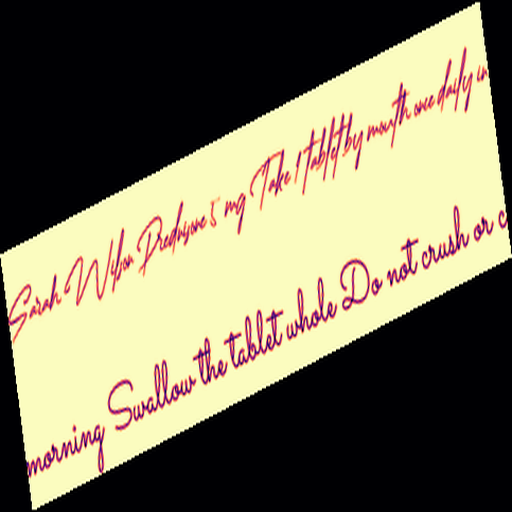 Sarah Wilson Prednisone 5 mg Take 1 tablet by mouth once daily in
morning Swallow the tablet whole Do not crush or c